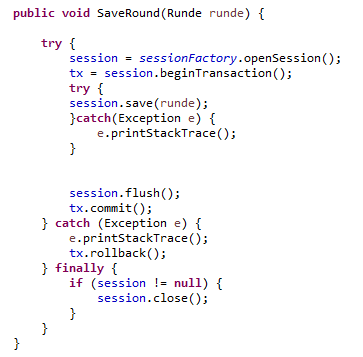 public void SaveRound(Runde runde) {
try {
session = sessionFactory.openSession();
tx = session.beginTransaction();
try {
session.save(runde);
}catch(Exception e) {
e.printStackTrace();
}
session.flush();
tx.commit();
} catch (Exception e) {
e.printStackTrace();
tx.rollback();
} finally {
if (session != null) {
session.close();
}
}
}